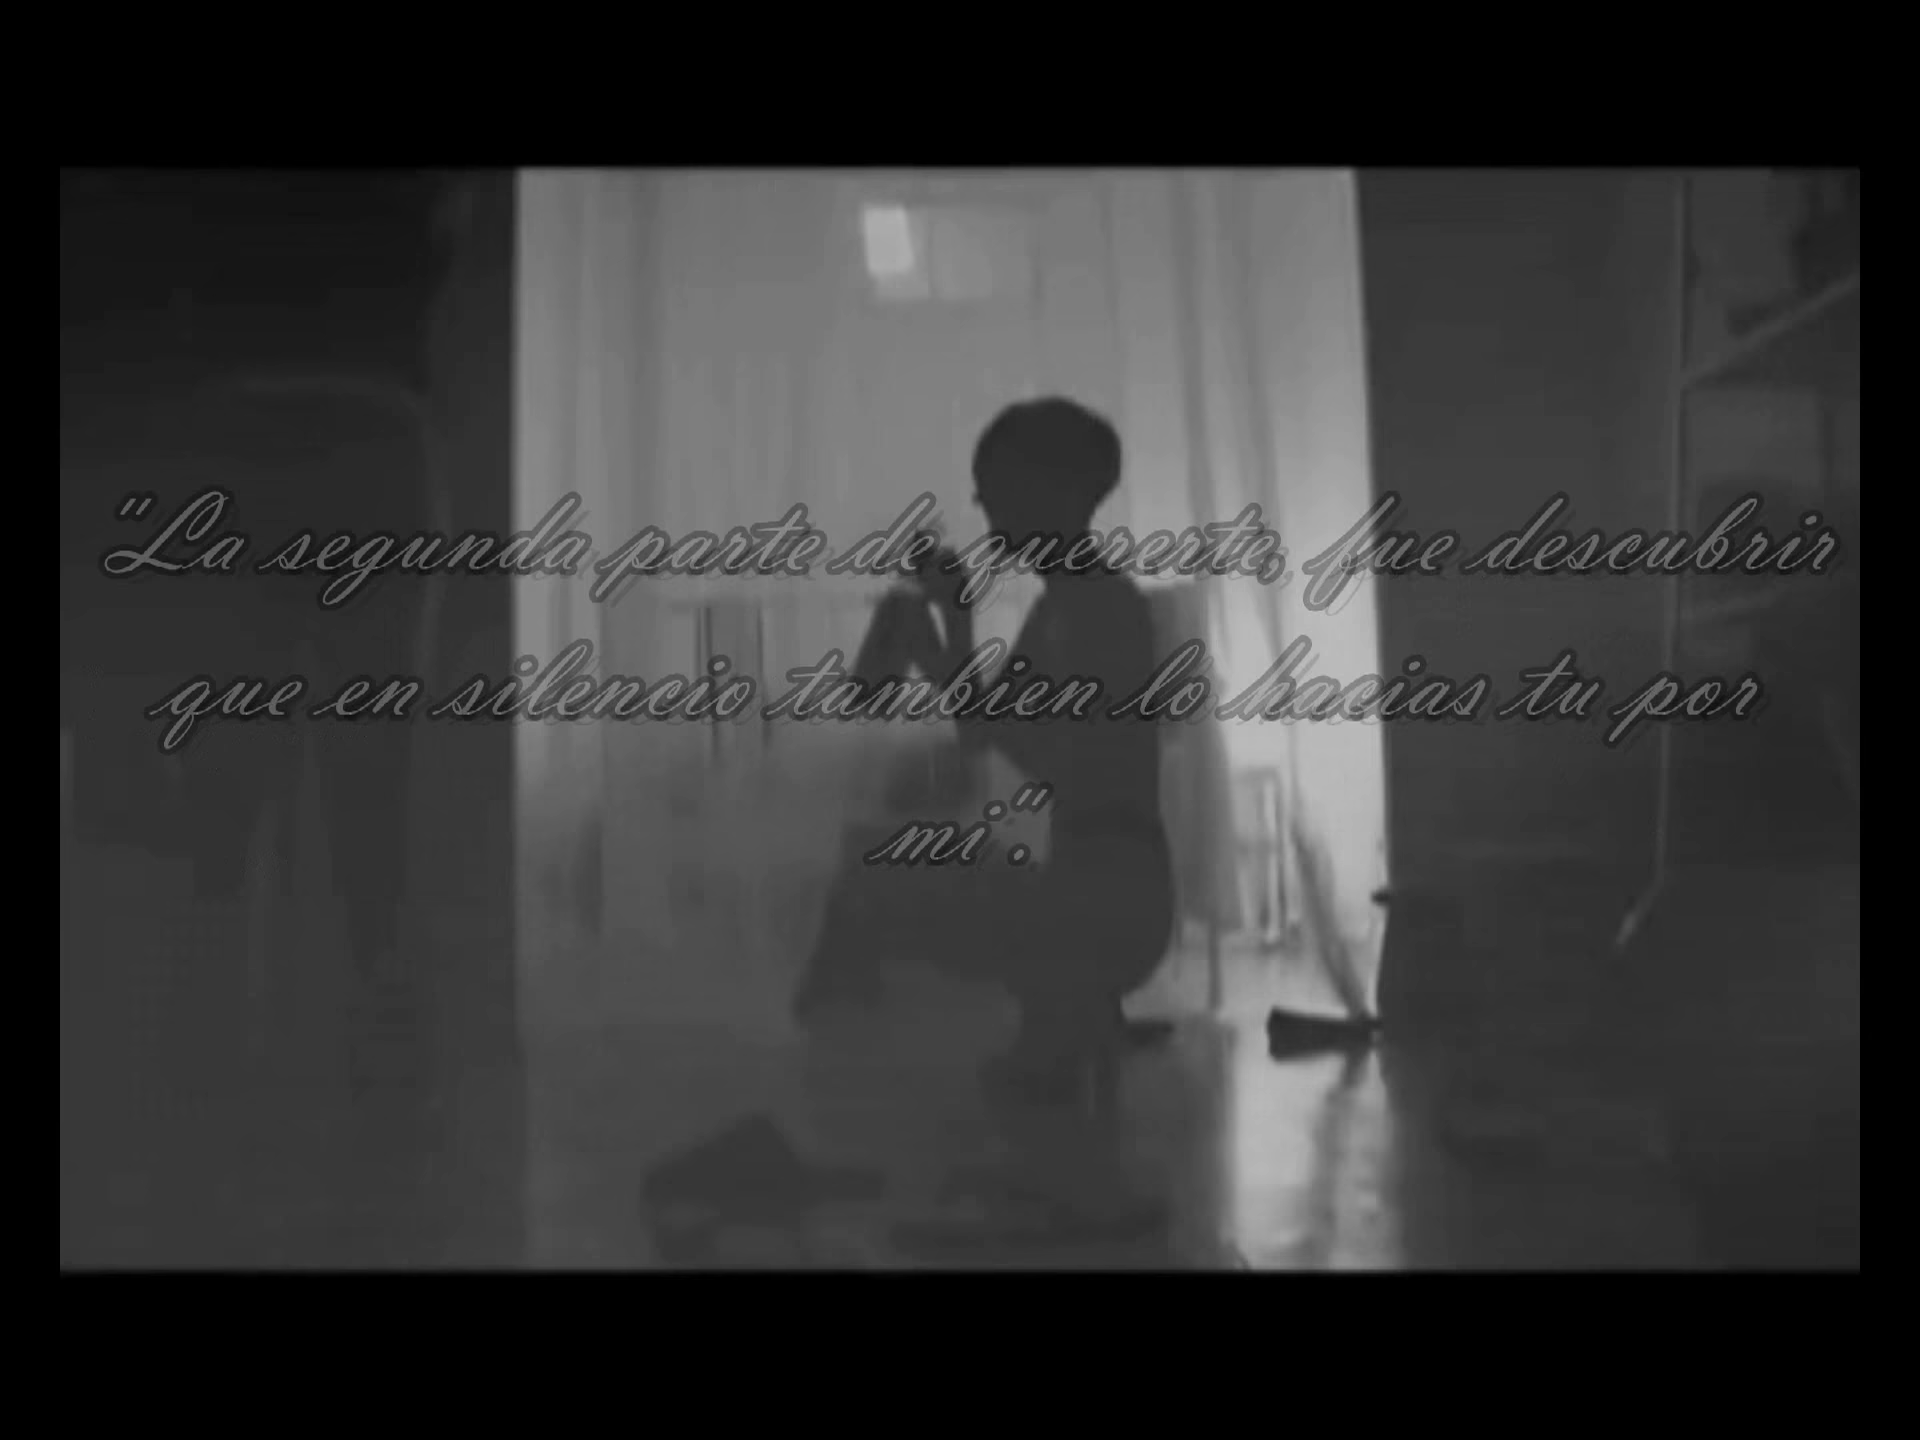 "La segunda parte de quererte, fue descubrir
que en silencio tambien lo hacias tu por
mi."